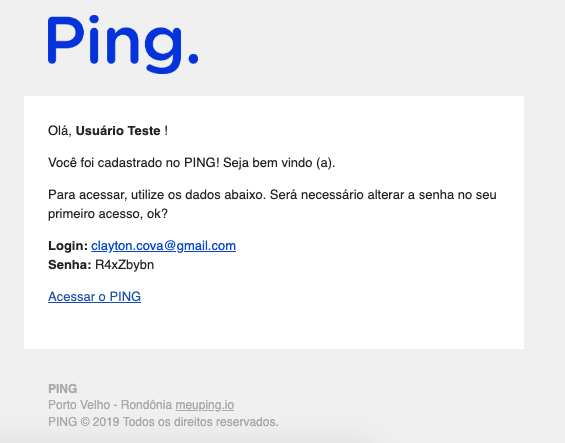 Ping.
Olá, Usuário Teste !
Você foi cadastrado no PING! Seja bem vindo (a).
Para acessar, utilize os dados abaixo. Será necessário alterar a senha no seu
primeiro acesso, ok?
Login: clayton.cova@gmail.com
Senha: R4xZbybn
Acessar o PING
PING
Porto Velho - Rondônia meuping.io
PING © 2019 Todos os direitos reservados.